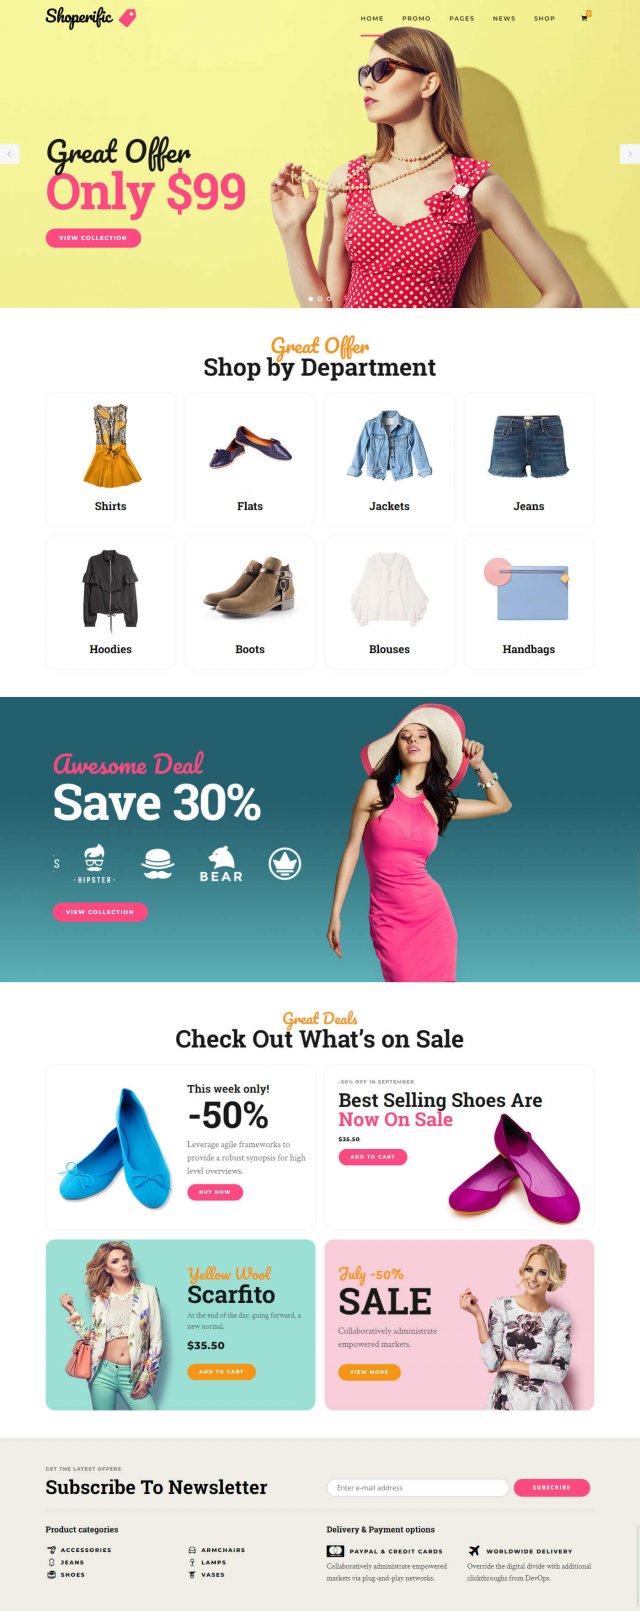 Shoperific
HOME PROMO PAGES NEWS SHOP
0
Great Offer
Only $99
VIEW COLLECTION
Great Offer
Shop by Department
Shirts
Flats
Jackets
Jeans
Hoodies
Boots
Blouses
Handbags
Awesome Deal
Save 30%
S
·HIPSTER·
BEAR
VIEW COLLECTION
Great Deals
Check Out What's on Sale
This week only!
-50%
Leverage agile frameworks to
provide a robust synopsis for high
level overviews.
BUY NOW
-50% OFF IN SEPTEMBER
Best Selling Shoes Are
Now On Sale
$35.50
ADD TO CART
Yellow Wool
Scarfito
At the end of the day, going forward, a
new normal.
$35.50
ADD TO CART
July -50%
SALE
Collaboratively administrate
empowered markets.
VIEW MORE
GET THE LATEST OFFERS
Subscribe To Newsletter
Enter e-mail address
SUBSCRIBE
Product categories
ACCESSORIES
JEANS
SHOES
ARMCHAIRS
LAMPS
VASES
Delivery & Payment options
PAYPAL & CREDIT CARDS
Collaboratively administrate empowered
markets via plug-and-play networks.
WORLDWIDE DELIVERY
Override the digital divide with additional
clickthroughs from DevOps.